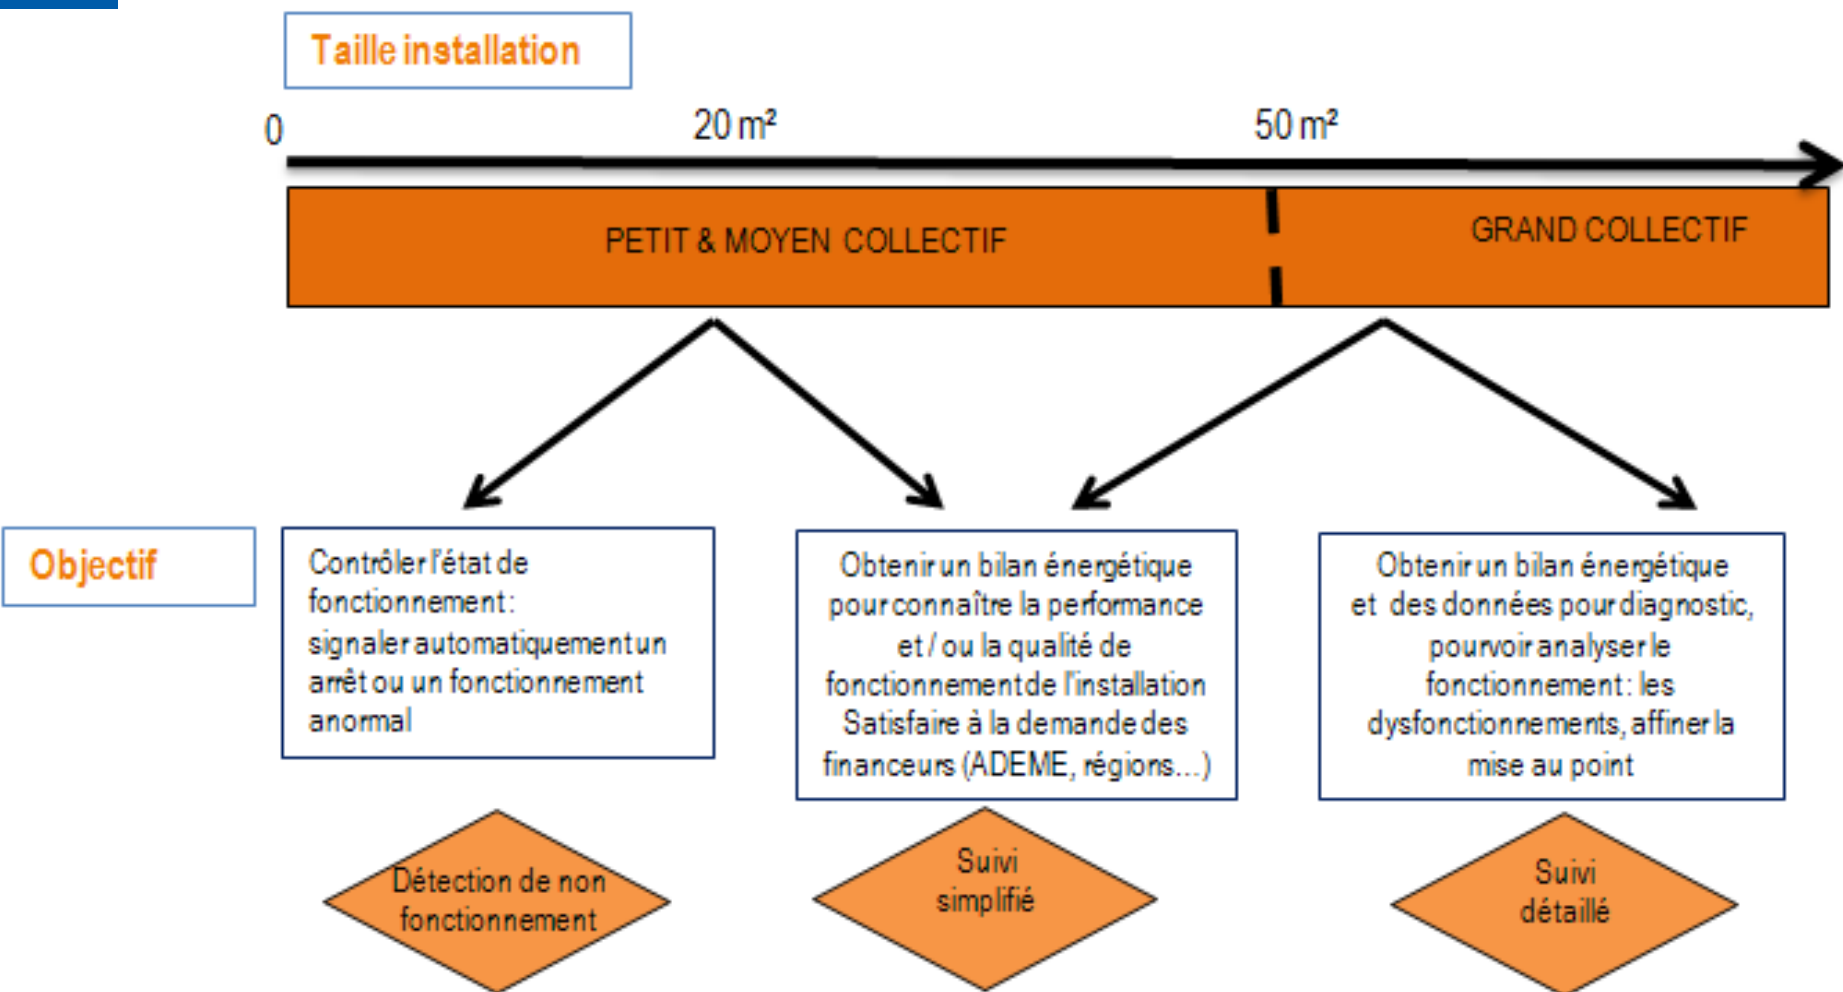 Taille installation
0
20 m²
50 m²
PETIT & MOYEN COLLECTIF
GRAND COLLECTIF
Objectif
Contrôler l'état de
fonctionnement :
signaler automatiquement un
arrêt ou un fonctionnement
anormal
Obtenir un bilan énergétique
pour connaître la performance
et / ou la qualité de
fonctionnement de l'installation
Satisfaire à la demande des
financeurs (ADEME, régions…)
Obtenir un bilan énergétique
et des données pour diagnostic,
pourvoir analyser le
fonctionnement : les
dysfonctionnements, affiner la
mise au point
Détection de non
fonctionnement
Suivi
simplifié
Suivi
détaillé